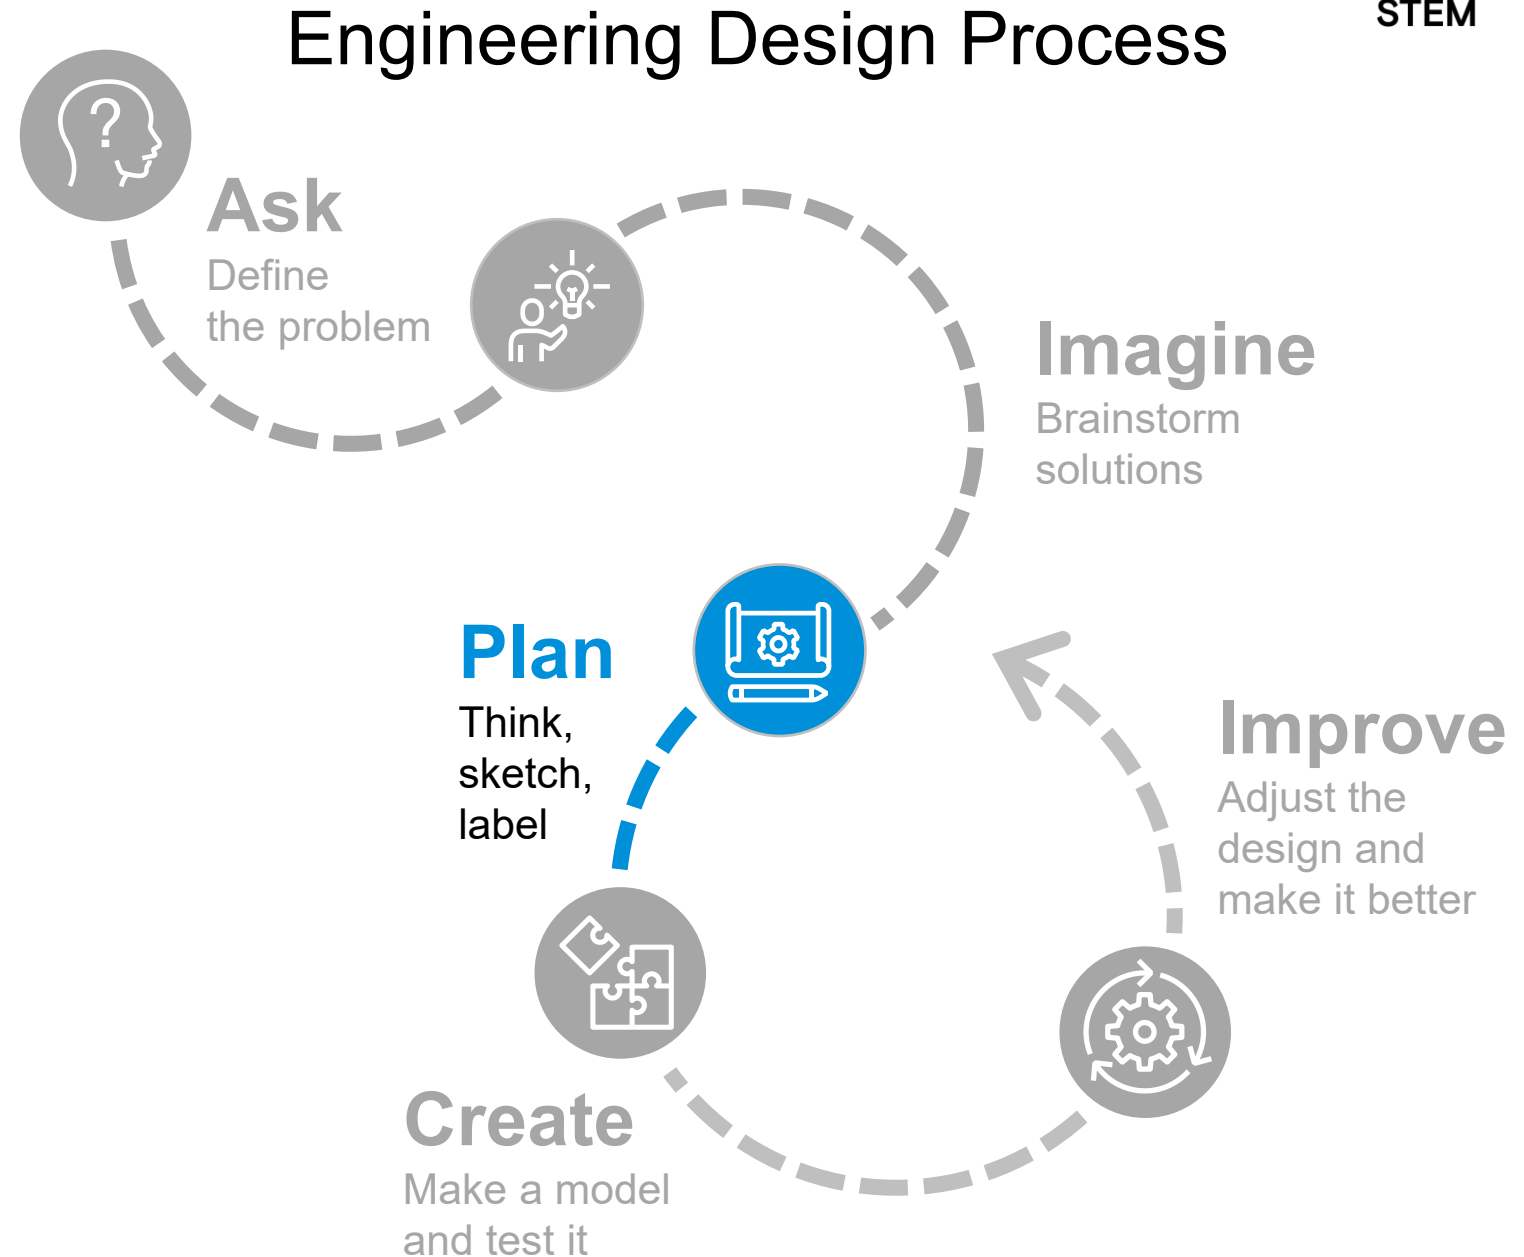 Engineering Design Process
STEM
?
Ask
Define
the problem
Imagine
Brainstorm
solutions
Plan
Think,
sketch,
label
Improve
Adjust the
design and
make it better
Create
Make a model
and test it